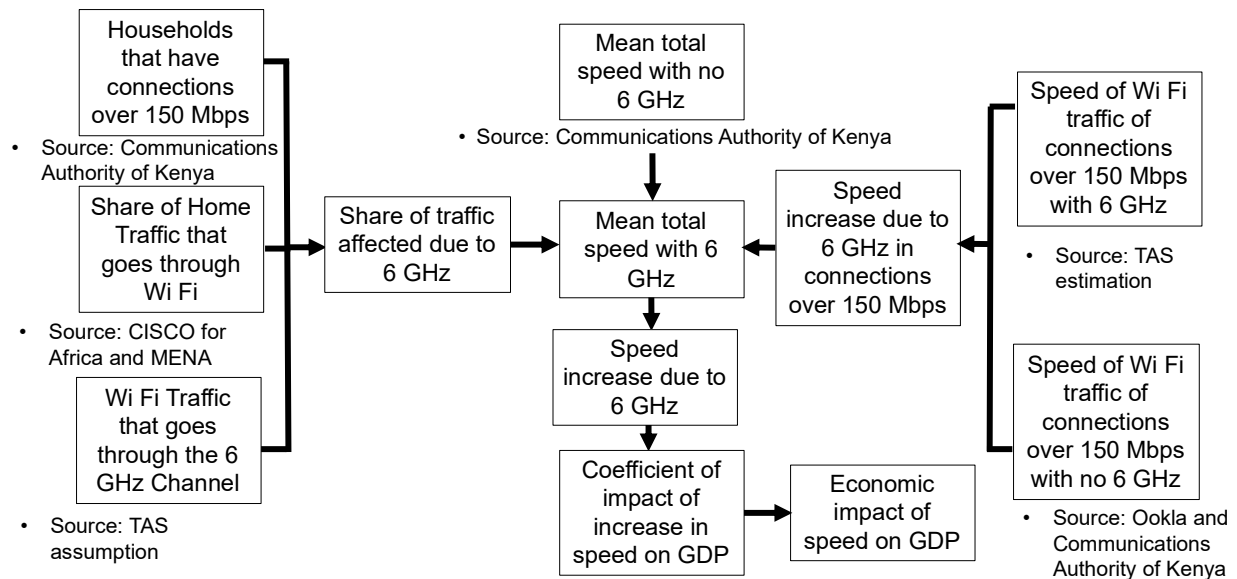 Households
that have
connections
over 150 Mbps
• Source: Communications
Authority of Kenya
Share of Home
Traffic that
goes through
Wi Fi
• Source: CISCO for
Africa and MENA
Wi Fi Traffic
that goes
through the 6
GHz Channel
• Source: TAS
assumption
Share of traffic
affected due to
6 GHz
Mean total
speed with no
6 GHz
• Source: Communications Authority of Kenya
Mean total
speed with 6
GHz
Speed
increase due to
6 GHz
Coefficient of
impact of
increase in
speed on GDP
Economic
impact of
speed on GDP
Speed
increase due to
6 GHz in
connections
over 150 Mbps
Speed of Wi Fi
traffic of
connections
over 150 Mbps
with 6 GHz
• Source: TAS
estimation
Speed of Wi Fi
traffic of
connections
over 150 Mbps
with no 6 GHz
• Source: Ookla and
Communications
Authority of Kenya